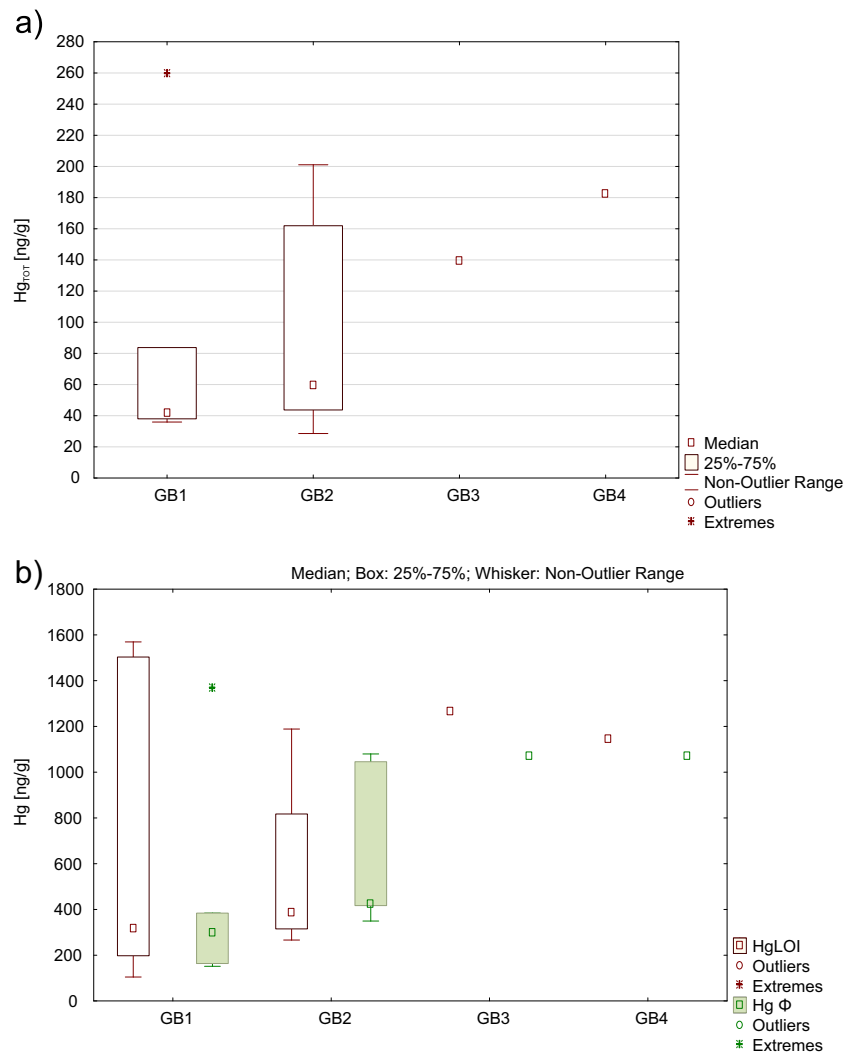 a)
280
260
240
220
200
180
160
140
120
100
80
60
40
20
0
Hg_TOT [ng/g]
GB1 GB2 GB3 GB4
Median
25%-75%
Non-Outlier Range
Outliers
Extremes
b)
Median; Box: 25%-75%; Whisker: Non-Outlier Range
1800
1600
1400
1200
1000
800
600
400
200
0
Hg [ng/g]
GB1 GB2 GB3 GB4
HgLOI
Outliers
Extremes
Hg Φ
Outliers
Extremes